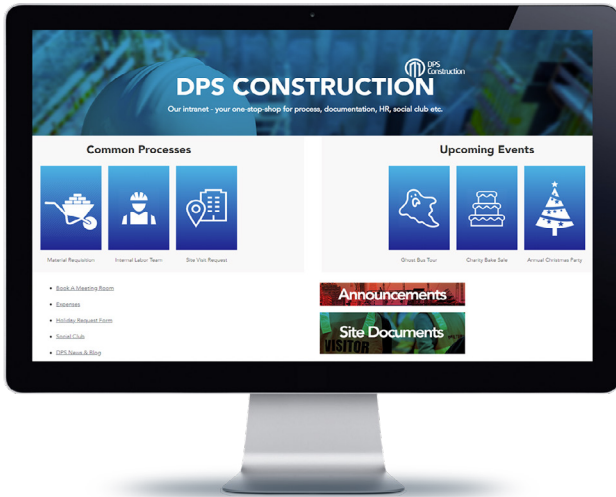 DPS
Construction
DPS CONSTRUCTION
Our intranet - your one-stop-shop for process, documentation, HR, social club etc.
Common Processes
Upcoming Events
Material Requisition
Internal Labor Team
Site Visit Request
Ghost Bus Tour
Charity Bake Sale
Annual Christmas Party
Book A Meeting Room
Expenses
Holiday Request Form
Social Club
DPS News & Blog
Announcements
Site Documents
VISITOR